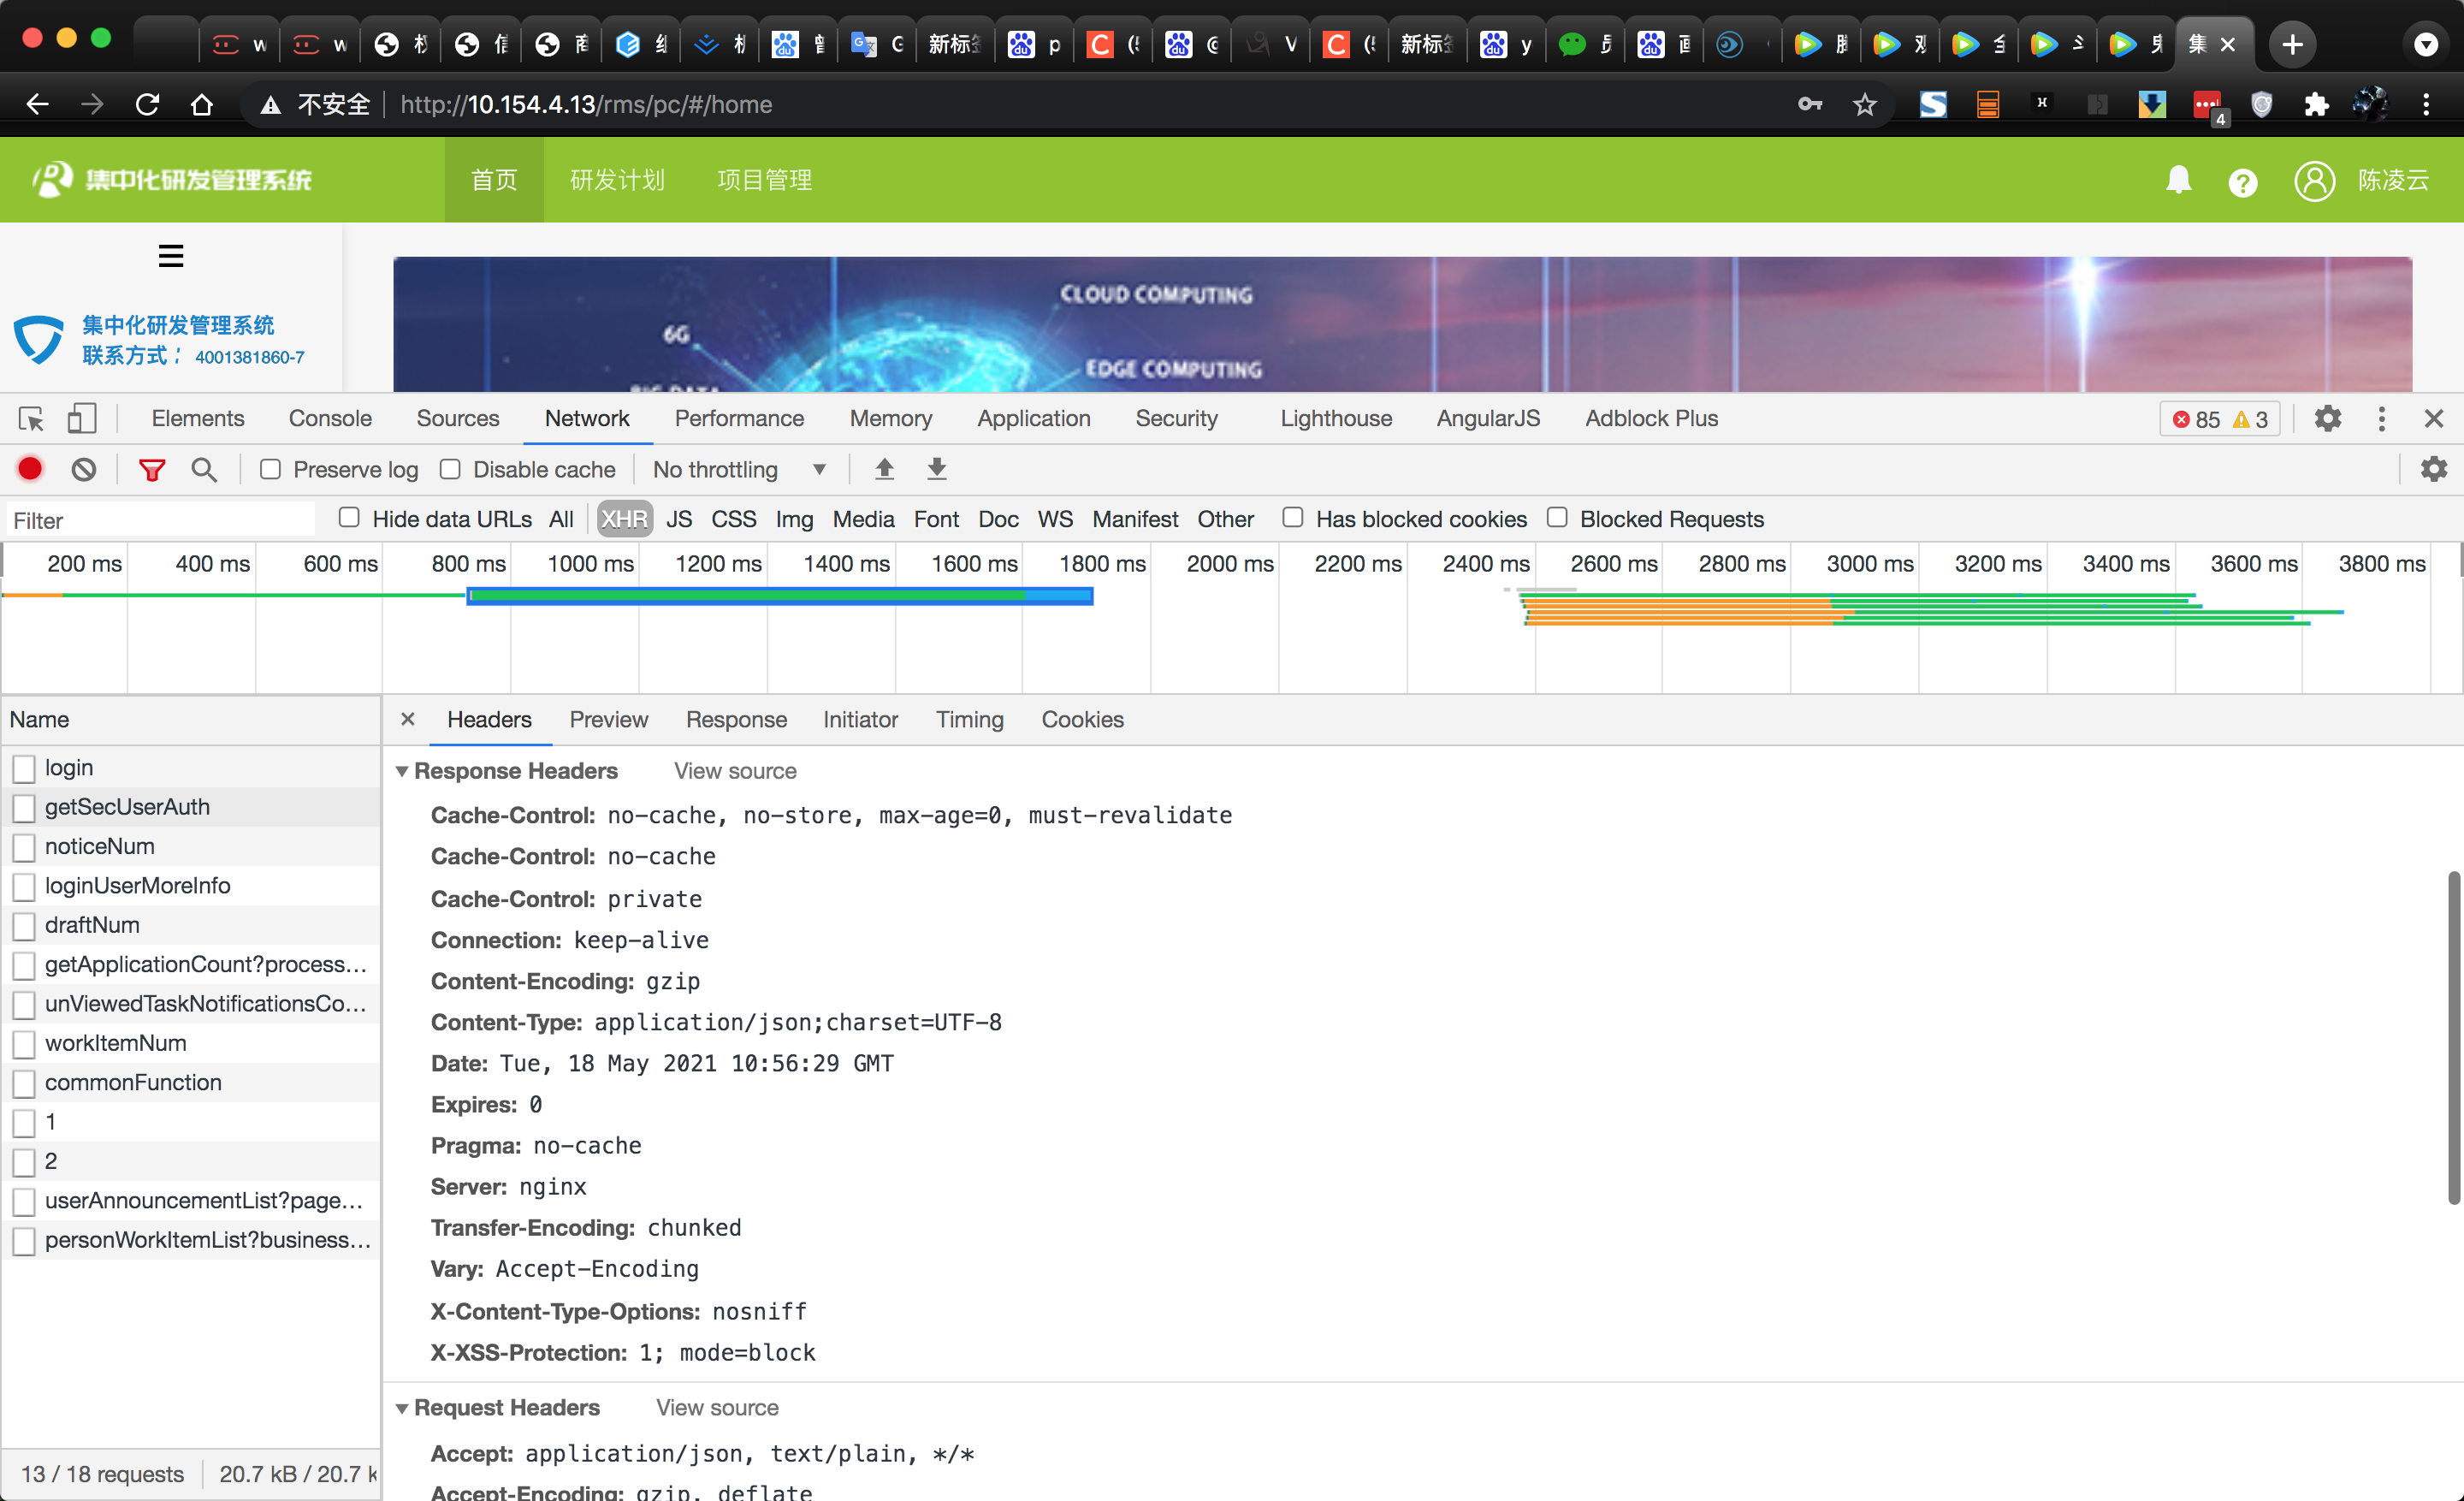 新标签
新标签
集
不安全 http://10.154.4.13/rms/pc/#/home
4
集中化研发管理系统 首页 研发计划 项目管理 陈凌云
集中化研发管理系统
联系方式： 4001381860-7
CLOUD COMPUTING
6G
EDGE COMPUTING
BIG DATA
Elements Console Sources Network Performance Memory Application Security Lighthouse AngularJS Adblock Plus 85 3
Preserve log Disable cache No throttling
Filter Hide data URLs All XHR JS CSS Img Media Font Doc WS Manifest Other Has blocked cookies Blocked Requests
200 ms 400 ms 600 ms 800 ms 1000 ms 1200 ms 1400 ms 1600 ms 1800 ms 2000 ms 2200 ms 2400 ms 2600 ms 2800 ms 3000 ms 3200 ms 3400 ms 3600 ms 3800 ms
Name
login
getSecUserAuth
noticeNum
loginUserMoreInfo
draftNum
getApplicationCount?process...
unViewedTaskNotificationsCo...
workItemNum
commonFunction
1
2
userAnnouncementList?page...
personWorkItemList?business...
13 / 18 requests 20.7 kB / 20.7 k
Headers Preview Response Initiator Timing Cookies
Response Headers View source
Cache-Control: no-cache, no-store, max-age=0, must-revalidate
Cache-Control: no-cache
Cache-Control: private
Connection: keep-alive
Content-Encoding: gzip
Content-Type: application/json;charset=UTF-8
Date: Tue, 18 May 2021 10:56:29 GMT
Expires: 0
Pragma: no-cache
Server: nginx
Transfer-Encoding: chunked
Vary: Accept-Encoding
X-Content-Type-Options: nosniff
X-XSS-Protection: 1; mode=block
Request Headers View source
Accept: application/json, text/plain, */*
Accept-Encoding: gzip, deflate